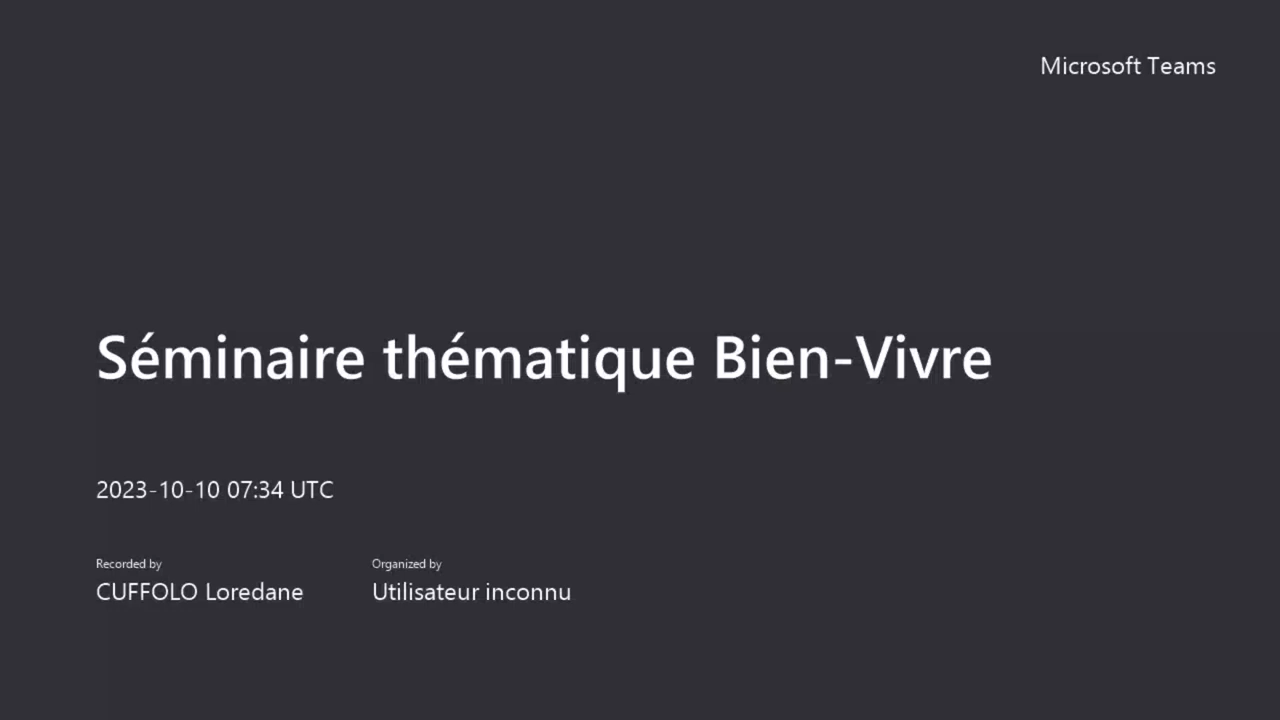 Microsoft Teams
Séminaire thématique Bien-Vivre
2023-10-10 07:34 UTC
Recorded by
CUFFOLO Loredane
Organized by
Utilisateur inconnu